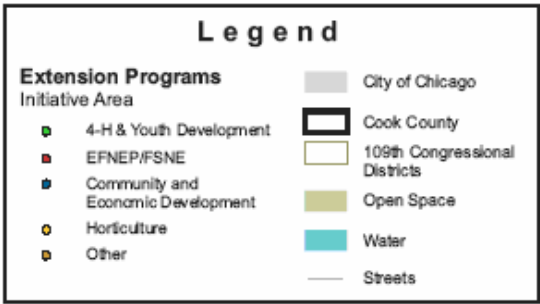 Legend
Extension Programs
Initiative Area
4-H & Youth Development
EFNEP/FSNE
Community and
Economic Development
Horticulture
Other
City of Chicago
Cook County
109th Congressional
Districts
Open Space
Water
Streets